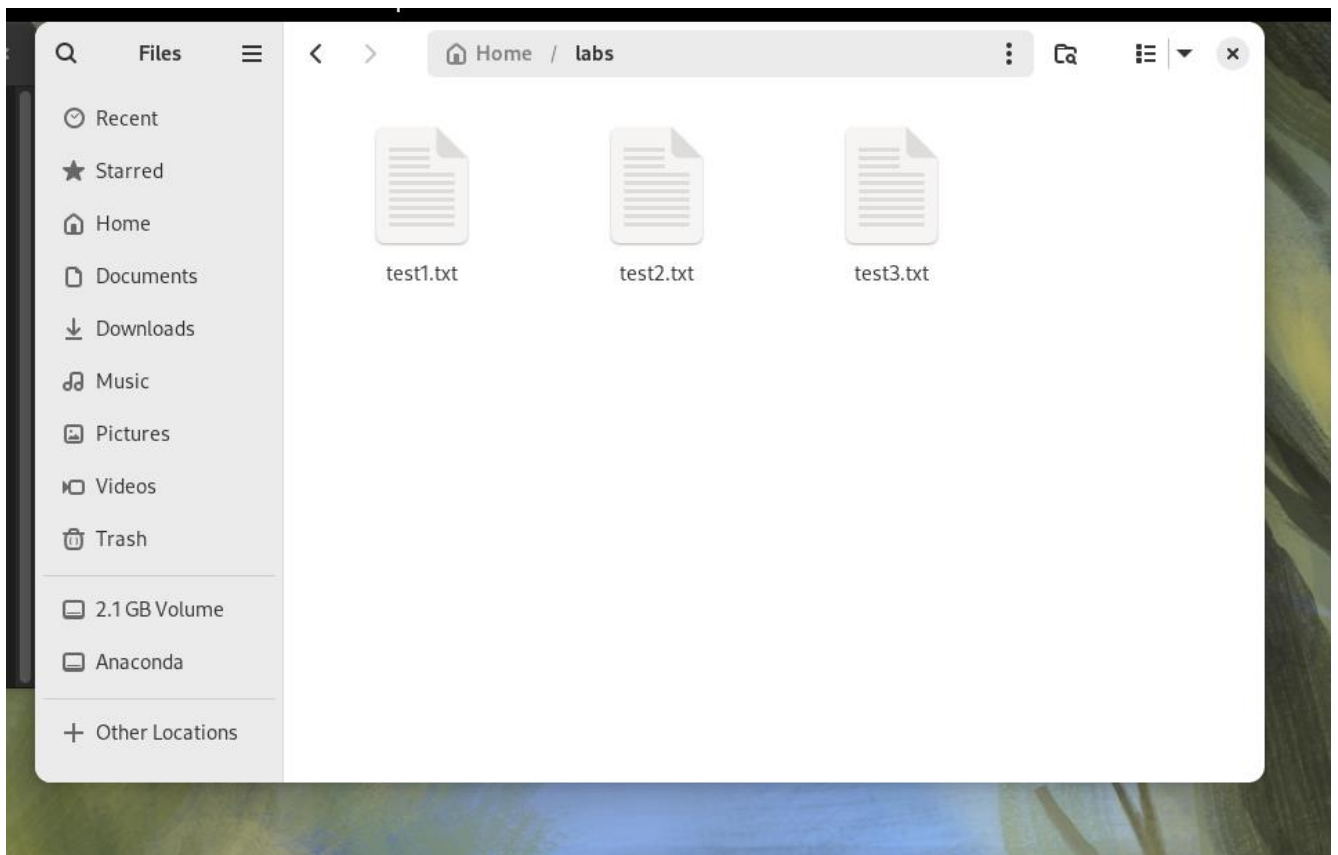 Files
Home / labs
Recent
Starred
Home
Documents
Downloads
Music
Pictures
Videos
Trash
2.1 GB Volume
Anaconda
Other Locations
test1.txt test2.txt test3.txt